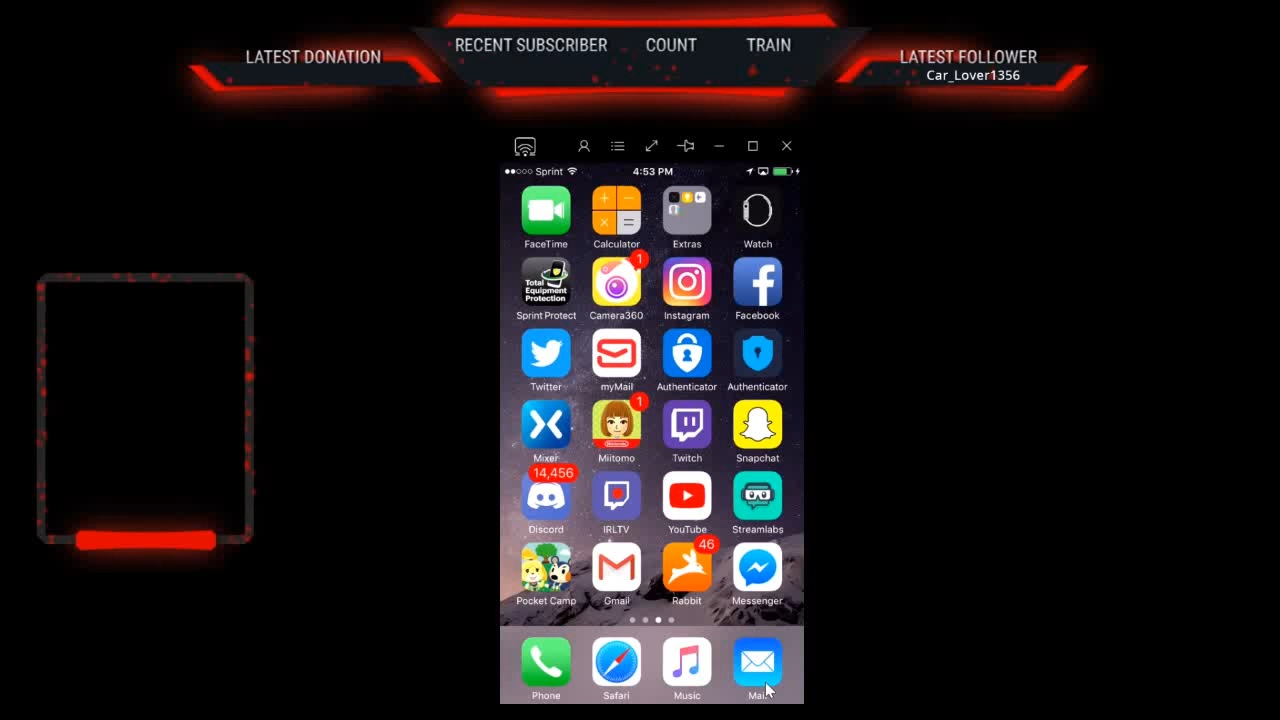 RECENT SUBSCRIBER COUNT TRAIN
LATEST DONATION
LATEST FOLLOWER
Car_Lover1356
Sprint 4:53 PM
FaceTime Calculator Extras Watch
1
Total
Equipment
Protection
Sprint Protect Camera360 Instagram Facebook
Twitter myMail Authenticator Authenticator
1
Nintendo
Mixer Miitomo Twitch Snapchat
14,456
Discord IRLTV YouTube Streamlabs
46
Pocket Camp Gmail Rabbit Messenger
Phone Safari Music Mail